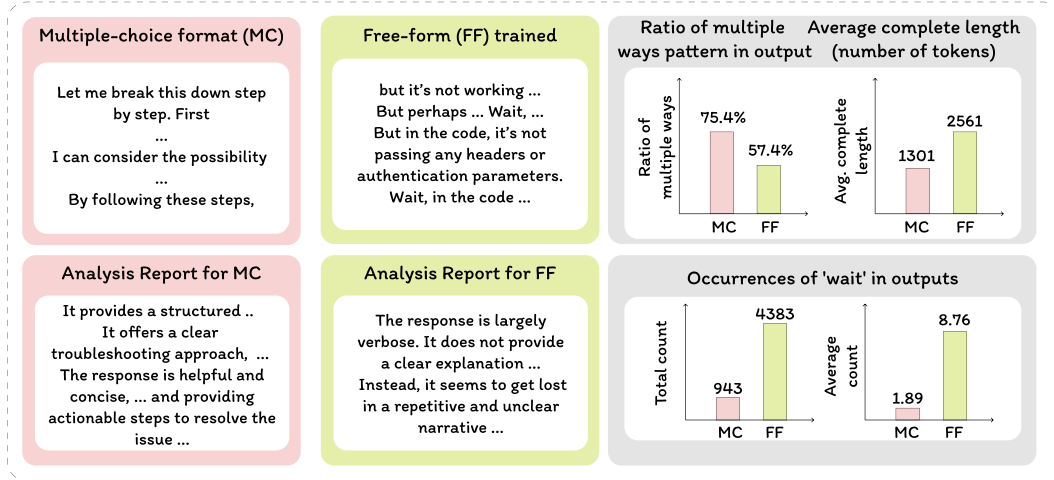 Multiple-choice format (MC)
Let me break this down step
by step. First
...
I can consider the possibility
...
By following these steps,
Free-form (FF) trained
but it's not working ...
But perhaps ... Wait, ...
But in the code, it's not
passing any headers or
authentication parameters.
Wait, in the code ...
Ratio of multiple
ways pattern in output
Ratio of
multiple ways
75.4%
57.4%
MC FF
Average complete length
(number of tokens)
Avg. complete
length
1301
2561
MC FF
Analysis Report for MC
It provides a structured ..
It offers a clear
troubleshooting approach, ...
The response is helpful and
concise, ... and providing
actionable steps to resolve the
issue ...
Analysis Report for FF
The response is largely
verbose. It does not provide
a clear explanation ...
Instead, it seems to get lost
in a repetitive and unclear
narrative ...
Occurrences of 'wait' in outputs
Total count
943
4383
MC FF
Average
count
1.89
8.76
MC FF